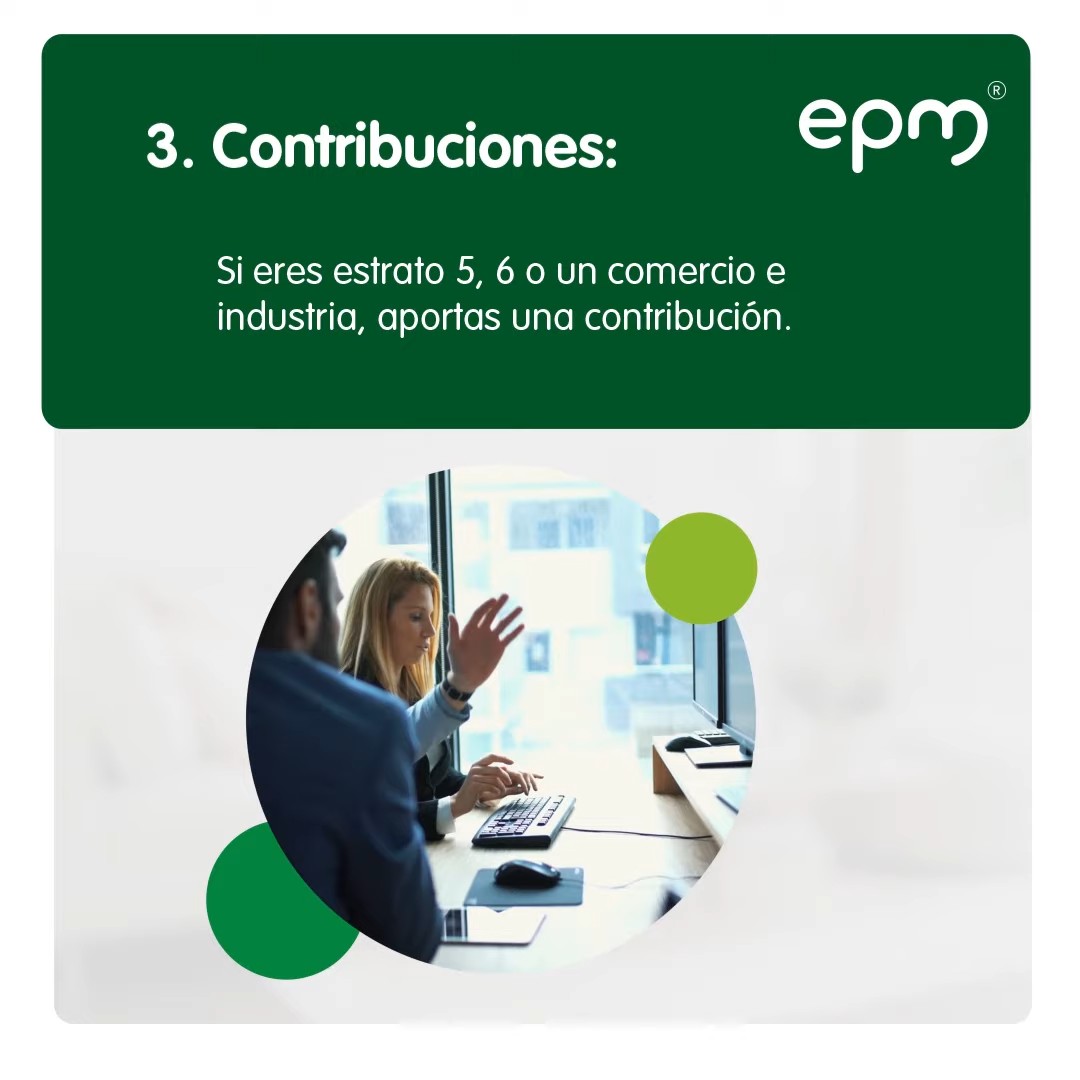 epm®
3. Contribuciones:
Si eres estrato 5, 6 o un comercio e
industria, aportas una contribución.